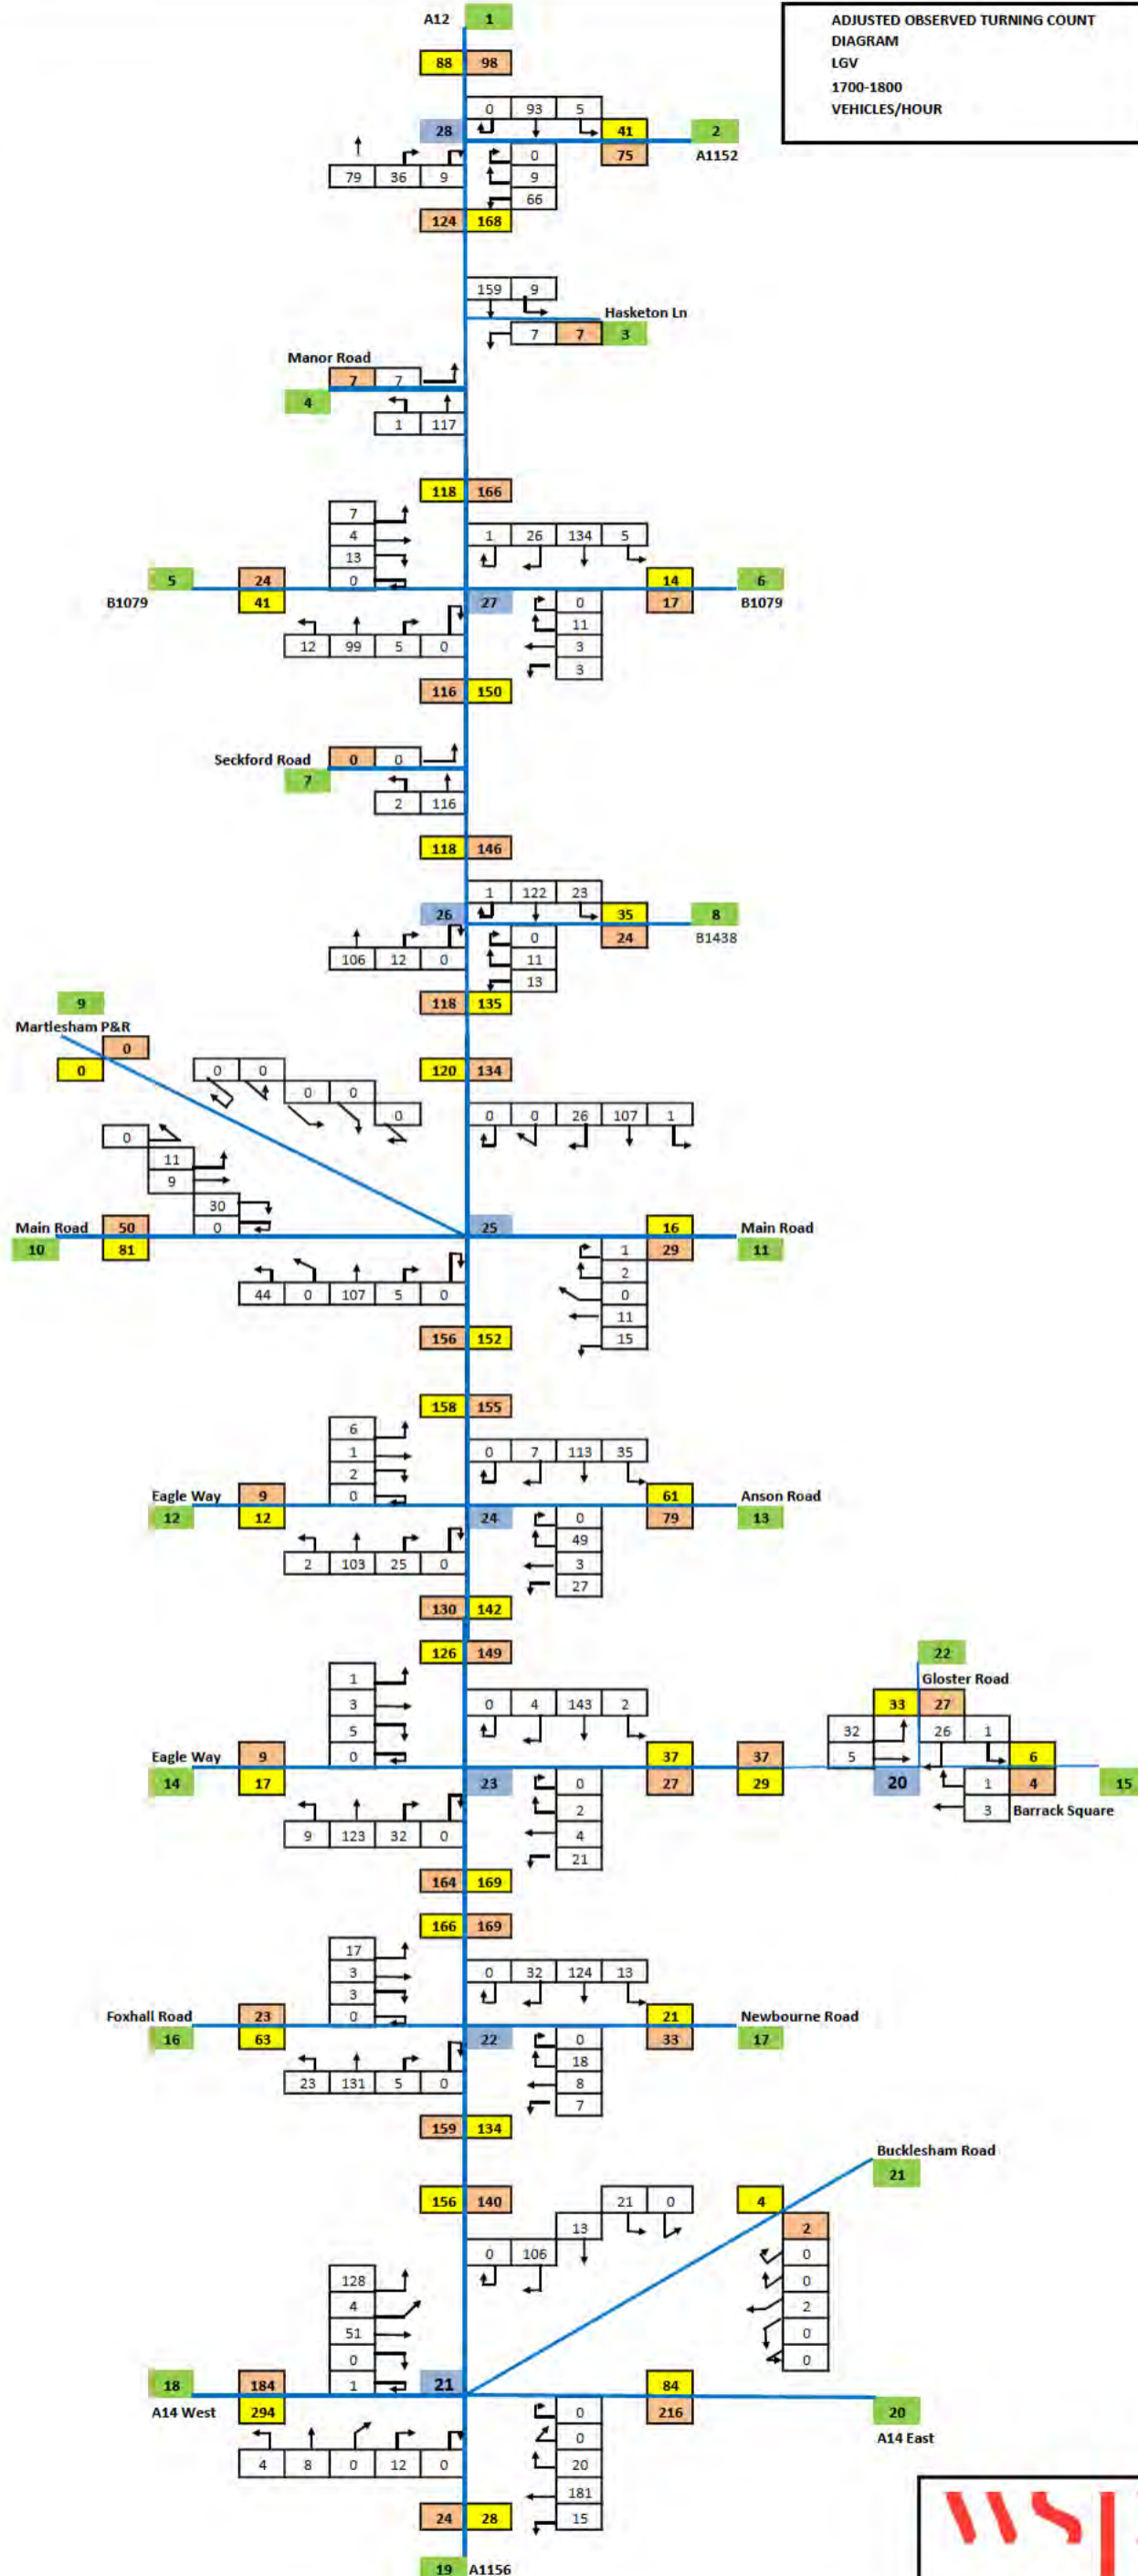 A12 1
ADJUSTED OBSERVED TURNING COUNT
DIAGRAM
LGV
1700-1800
VEHICLES/HOUR
88 98
0 93 5
28 41 2
75 A1152
0
79 36 9 9
66
124 168
159 9
Hasketon Ln
7 7 3
Manor Road
7 7
4
1 117
118 166
7
4
13
0
1 26 134 5
5 24 14 6
B1079 41 27 17 B1079
0
11
3
3
12 99 5 0
116 150
Seckford Road 0 0
7
2 116
118 146
1 122 23
26 35 8
24 B1438
0
106 12 0 11
13
118 135
9
Martlesham P&R
0
0
0 0
0 0
0
120 134
0 0 26 107 1
0
11
9
30
0
Main Road 50 25 16 Main Road
10 81 29 11
1
2
0
11
15
44 0 107 5 0
156 152
158 155
6
1
2
0
0 7 113 35
Eagle Way 9 61 Anson Road
12 12 24 79 13
0
49
3
27
2 103 25 0
130 142
126 149
22
Gloster Road
33 27
1
3
5
0
0 4 143 2
32 26 1
5 6
Eagle Way 9 37 37
14 17 23 27 29 20 4 15
1
3 Barrack Square
0
2
4
21
9 123 32 0
164 169
166 169
17
3
3
0
0 32 124 13
Foxhall Road 23 21 Newbourne Road
16 63 22 33 17
0
18
8
7
23 131 5 0
159 134
Bucklesham Road
21
156 140
21 0
13
0 106
4
2
0
0
2
0
0
128
4
51
0
1
18 184 21 84
A14 West 294 216 20
A14 East
0
0
20
181
15
4 8 0 12 0
24 28
19 A1156